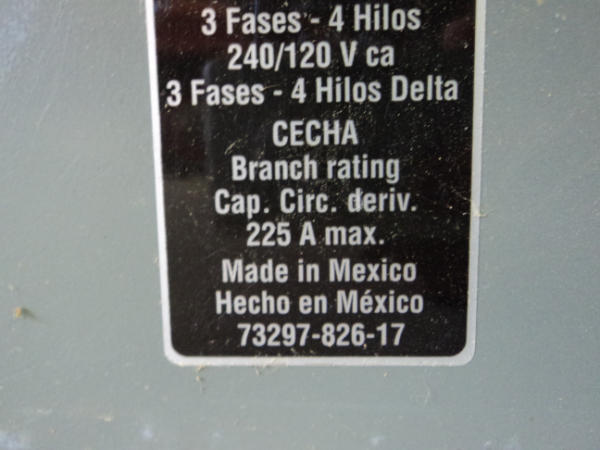 3 Fases - 4 Hilos
240/120 V ca
3 Fases - 4 Hilos Delta
CECHA
Branch rating
Cap. Circ. deriv.
225 A max.
Made in Mexico
Hecho en México
73297-826-17